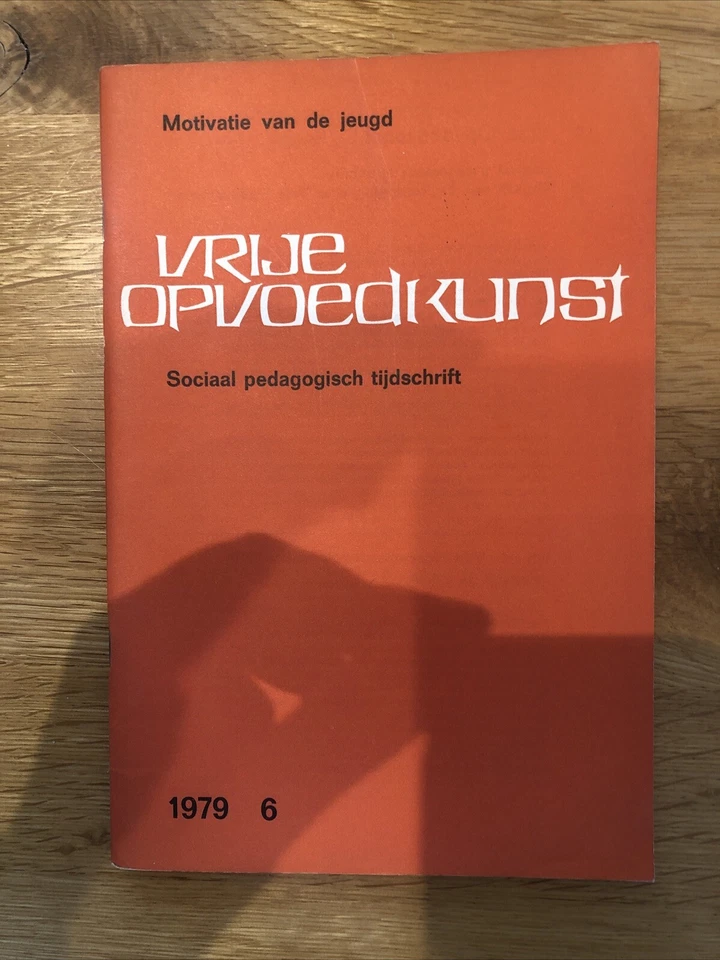 Motivatie van de jeugd
VRIJE
OPVOEDKUNST
Sociaal pedagogisch tijdschrift
1979 6